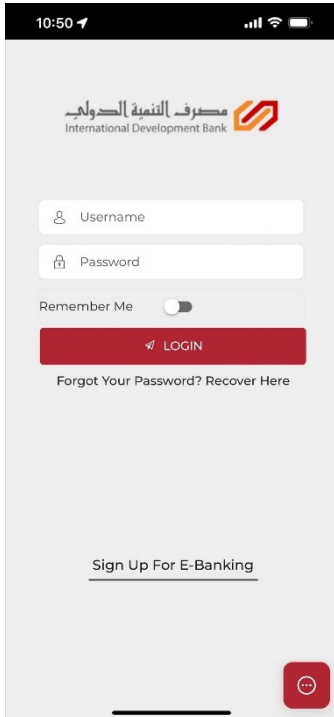 10:50
مصرف التنمية الدولي
International Development Bank
Username
Password
Remember Me
LOGIN
Forgot Your Password? Recover Here
Sign Up For E-Banking